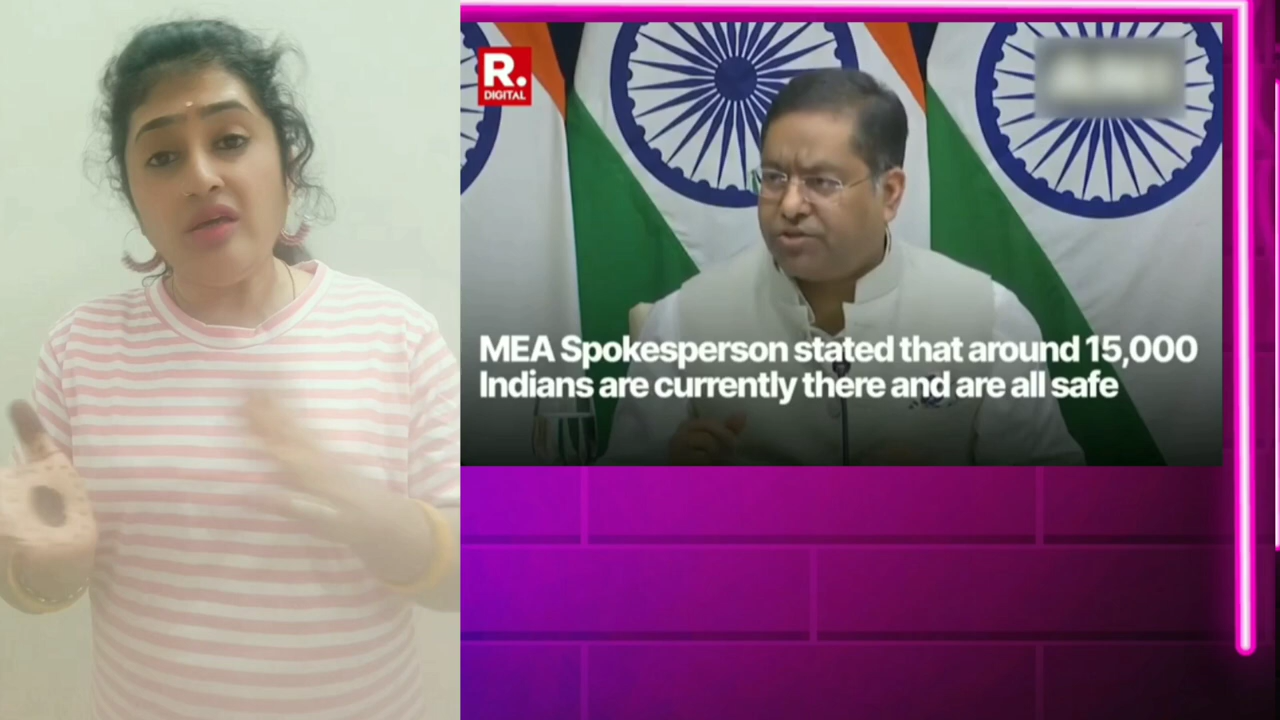 R.
DIGITAL
MEA Spokesperson stated that around 15,000
Indians are currently there and are all safe